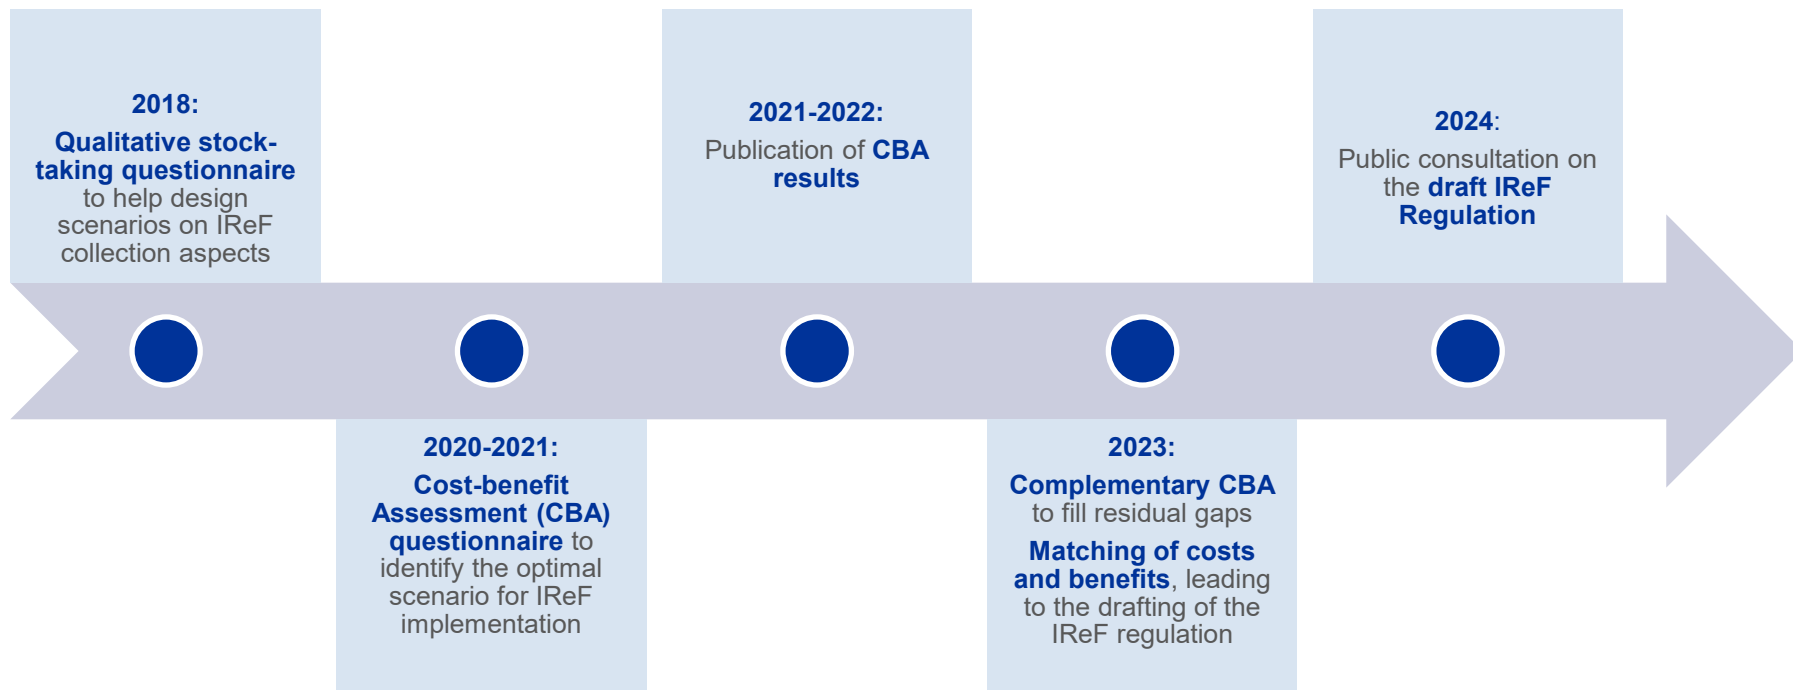 2018:
Qualitative stock-
taking questionnaire
to help design
scenarios on IReF
collection aspects
2020-2021:
Cost-benefit
Assessment (CBA)
questionnaire to
identify the optimal
scenario for IReF
implementation
2021-2022:
Publication of CBA
results
2023:
Complementary CBA
to fill residual gaps
Matching of costs
and benefits, leading
to the drafting of the
IReF regulation
2024:
Public consultation on
the draft IReF
Regulation